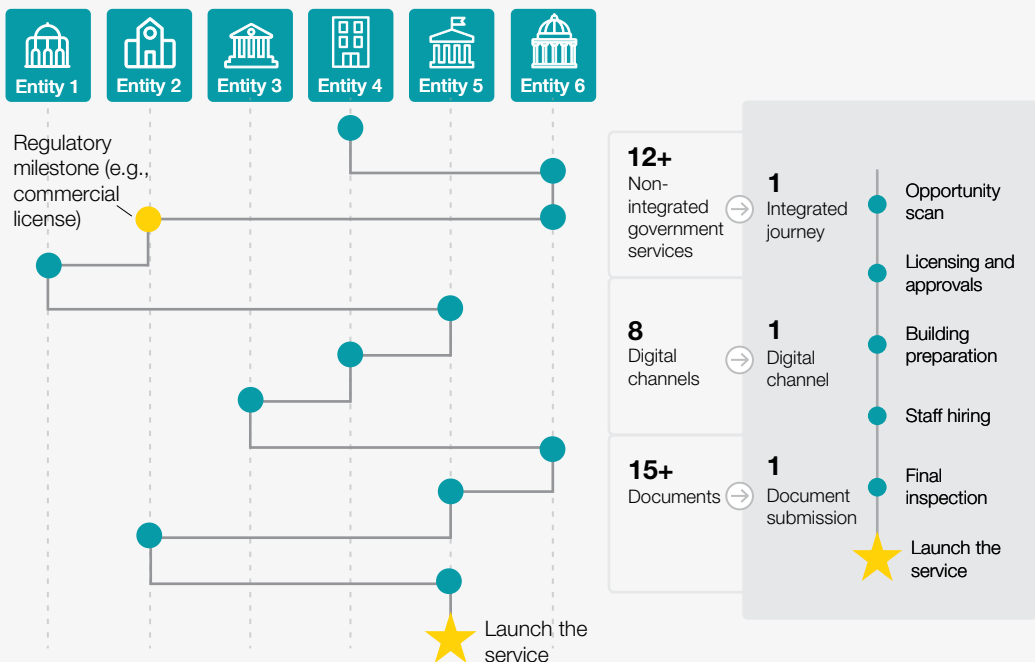 Entity 1
Entity 2
Entity 3
Entity 4
Entity 5
Entity 6
Regulatory
milestone (e.g.,
commercial
license)
Launch the
service
12+
Non-
integrated
government
services
1
Integrated
journey
8
Digital
channels
1
Digital
channel
15+
Documents
1
Document
submission
Opportunity
scan
Licensing and
approvals
Building
preparation
Staff hiring
Final
inspection
Launch the
service